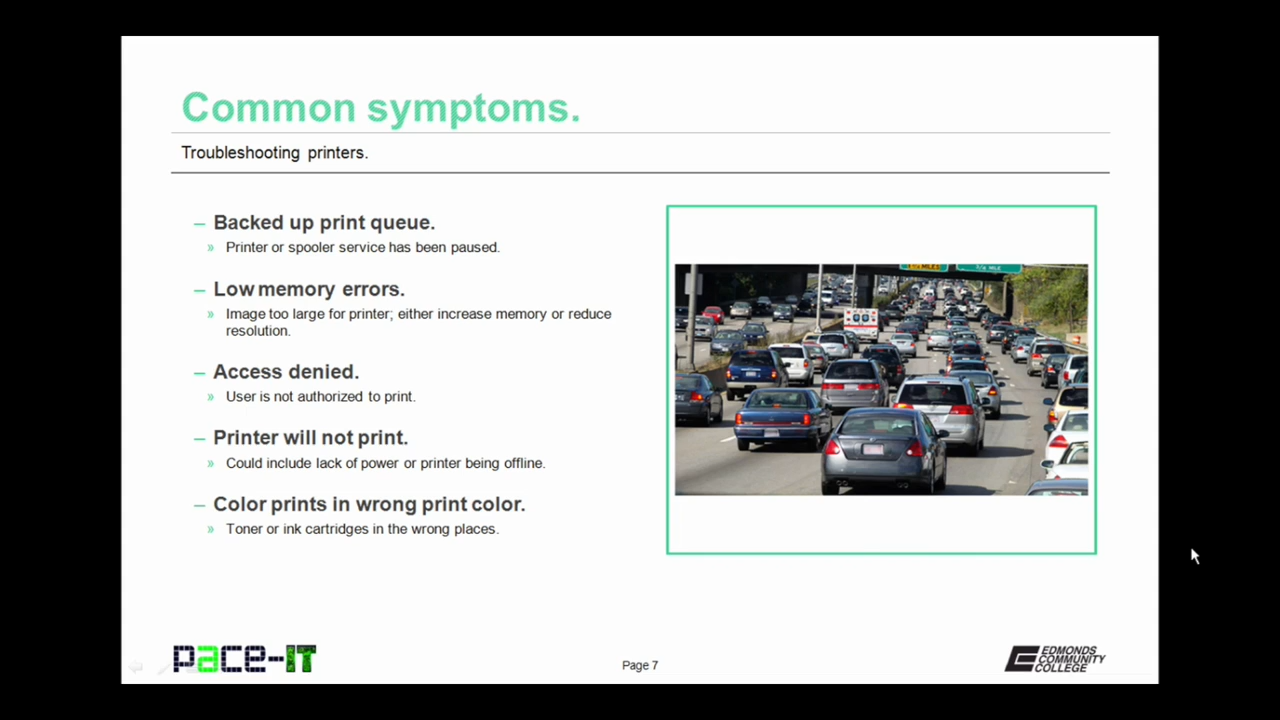 Common symptoms.
Troubleshooting printers.
– Backed up print queue.
» Printer or spooler service has been paused.
– Low memory errors.
» Image too large for printer; either increase memory or reduce
resolution.
– Access denied.
» User is not authorized to print.
– Printer will not print.
» Could include lack of power or printer being offline.
– Color prints in wrong print color.
» Toner or ink cartridges in the wrong places.
pace-IT
Page 7
EDMONDS
COMMUNITY
COLLEGE